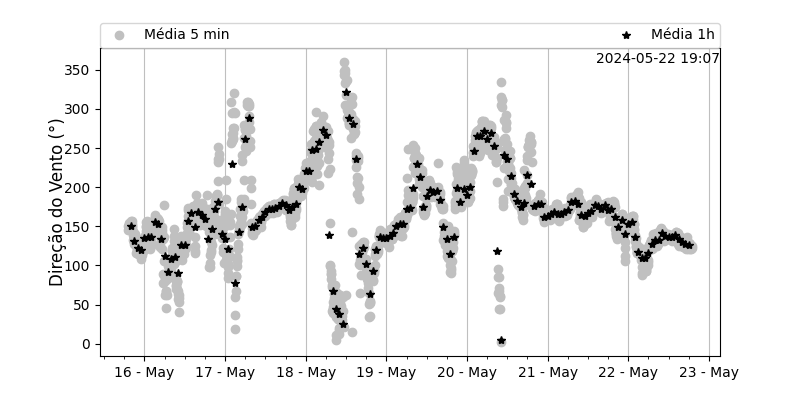 Média 5 min
Média 1h
2024-05-22 19:07
Direção do Vento (°)
350
300
250
200
150
100
50
0
16 - May
17 - May
18 - May
19 - May
20 - May
21 - May
22 - May
23 - May